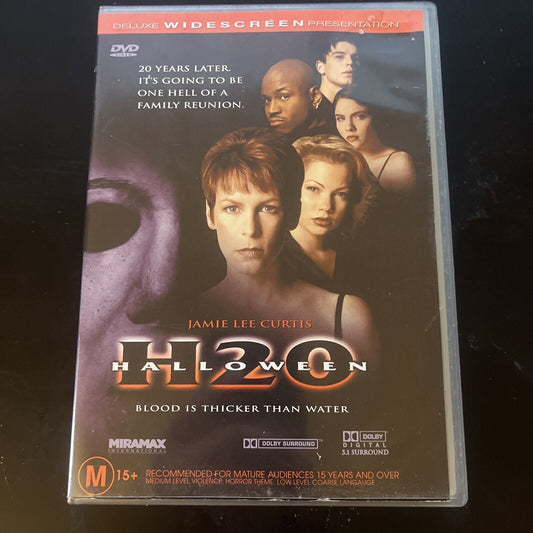 DELUXE WIDESCREEN PRESENTATION
DVD
VIDEO
20 YEARS LATER.
IT'S GOING TO BE
ONE HELL OF A
FAMILY REUNION.
JAMIE LEE CURTIS
H20
HALLOWEEN
BLOOD IS THICKER THAN WATER
MIRAMAX
INTERNATIONAL
DOLBY SURROUND
DOLBY
DIGITAL
5.1 SURROUND
M 15+
RECOMMENDED FOR MATURE AUDIENCES 15 YEARS AND OVER
MEDIUM LEVEL VIOLENCE, HORROR THEME, LOW LEVEL COARSE LANGAUGE